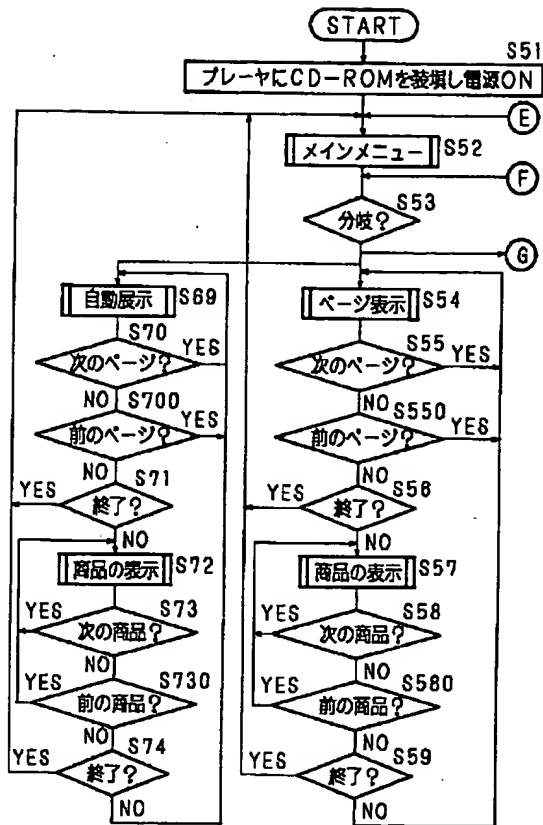 START
S51
プレーヤにCD-ROMを装填し電源ON
E
メインメニュー S52
F
分岐? S53
G
自動展示 S69
S70
次のページ? YES
NO S700
前のページ? YES
NO S71
YES 終了?
NO
商品の表示 S72
YES S73
次の商品?
NO S730
YES 前の商品?
NO S74
YES 終了?
NO
ページ表示 S54
S55
次のページ? YES
NO S550
前のページ? YES
NO S56
YES 終了?
NO
商品の表示 S57
YES S58
次の商品?
NO S580
YES 前の商品?
NO S59
YES 終了?
NO